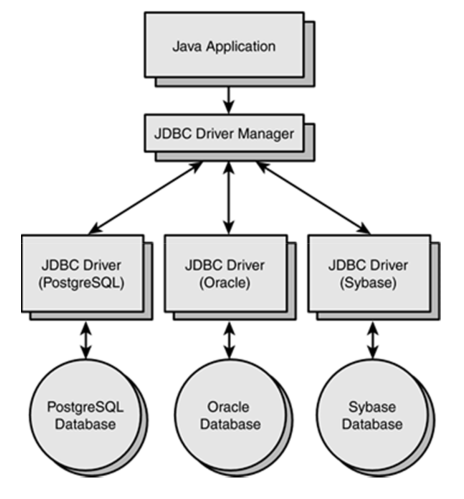 Java Application
JDBC Driver Manager
JDBC Driver
(PostgreSQL)
JDBC Driver
(Oracle)
JDBC Driver
(Sybase)
PostgreSQL
Database
Oracle
Database
Sybase
Database